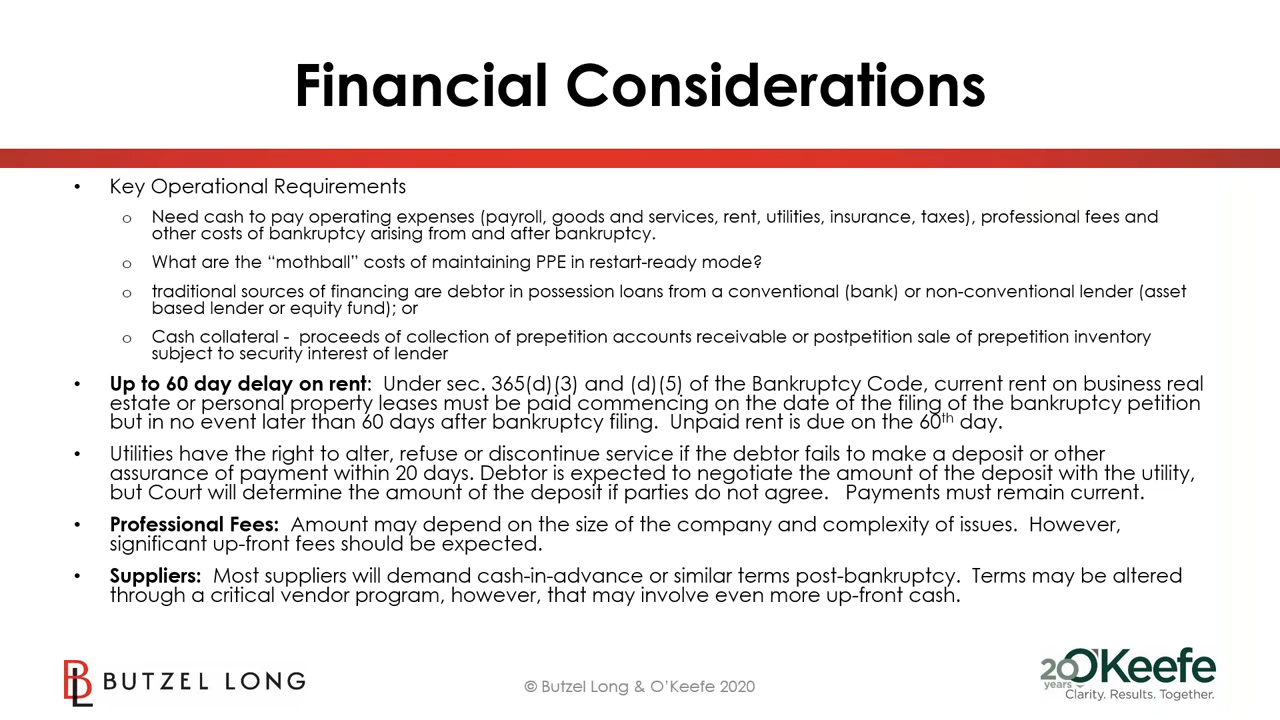 Financial Considerations
• Key Operational Requirements
o Need cash to pay operating expenses (payroll, goods and services, rent, utilities, insurance, taxes), professional fees and
other costs of bankruptcy arising from and after bankruptcy.
o What are the “mothball” costs of maintaining PPE in restart-ready mode?
o traditional sources of financing are debtor in possession loans from a conventional (bank) or non-conventional lender (asset
based lender or equity fund); or
o Cash collateral - proceeds of collection of prepetition accounts receivable or postpetition sale of prepetition inventory
subject to security interest of lender
• Up to 60 day delay on rent: Under sec. 365(d)(3) and (d)(5) of the Bankruptcy Code, current rent on business real
estate or personal property leases must be paid commencing on the date of the filing of the bankruptcy petition
but in no event later than 60 days after bankruptcy filing. Unpaid rent is due on the 60th day.
• Utilities have the right to alter, refuse or discontinue service if the debtor fails to make a deposit or other
assurance of payment within 20 days. Debtor is expected to negotiate the amount of the deposit with the utility,
but Court will determine the amount of the deposit if parties do not agree. Payments must remain current.
• Professional Fees: Amount may depend on the size of the company and complexity of issues. However,
significant up-front fees should be expected.
• Suppliers: Most suppliers will demand cash-in-advance or similar terms post-bankruptcy. Terms may be altered
through a critical vendor program, however, that may involve even more up-front cash.
BL BUTZEL LONG
© Butzel Long & O’Keefe 2020
20 years O’Keefe
Clarity. Results. Together.